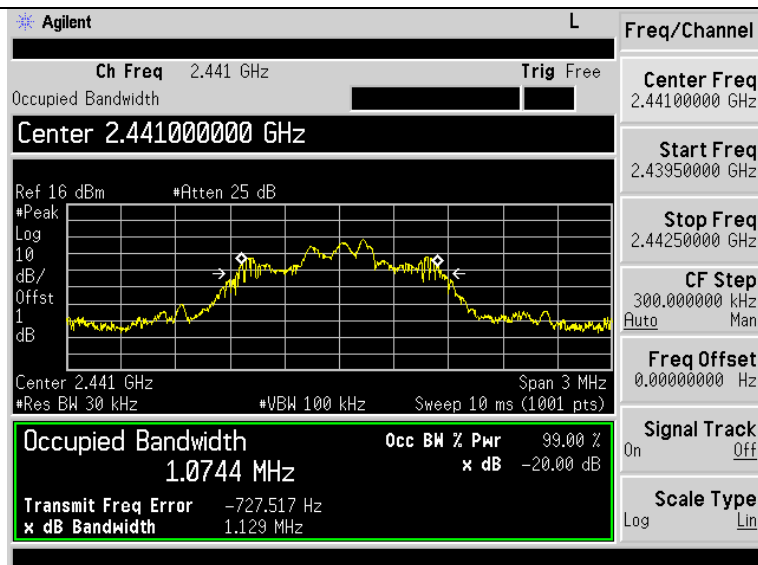 Agilent
L
Ch Freq 2.441 GHz Trig Free
Occupied Bandwidth
Center 2.441000000 GHz
Ref 16 dBm #Atten 25 dB
#Peak
Log
10
dB/
Offst
1
dB
Center 2.441 GHz Span 3 MHz
#Res BW 30 kHz #VBW 100 kHz Sweep 10 ms (1001 pts)
Occupied Bandwidth Occ BW % Pwr 99.00 %
1.0744 MHz x dB -20.00 dB
Transmit Freq Error -727.517 Hz
x dB Bandwidth 1.129 MHz
Freq/Channel
Center Freq
2.44100000 GHz
Start Freq
2.43950000 GHz
Stop Freq
2.44250000 GHz
CF Step
300.000000 kHz
Auto Man
Freq Offset
0.00000000 Hz
Signal Track
On Off
Scale Type
Log Lin